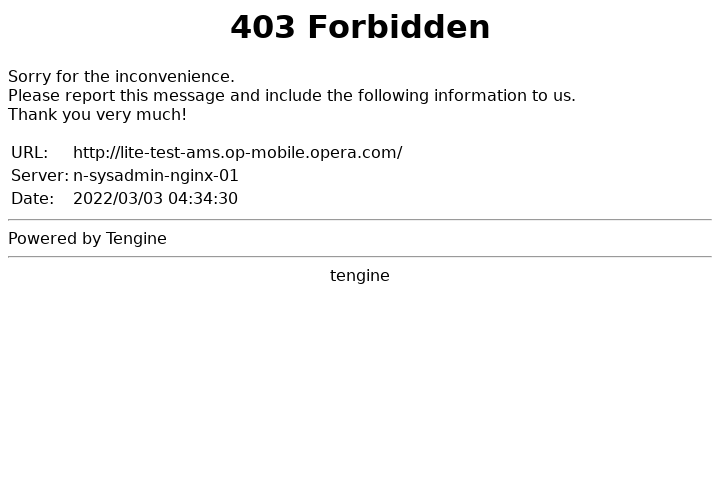 403 Forbidden
Sorry for the inconvenience.
Please report this message and include the following information to us.
Thank you very much!
URL: http://lite-test-ams.op-mobile.opera.com/
Server: n-sysadmin-nginx-01
Date: 2022/03/03 04:34:30
Powered by Tengine
tengine